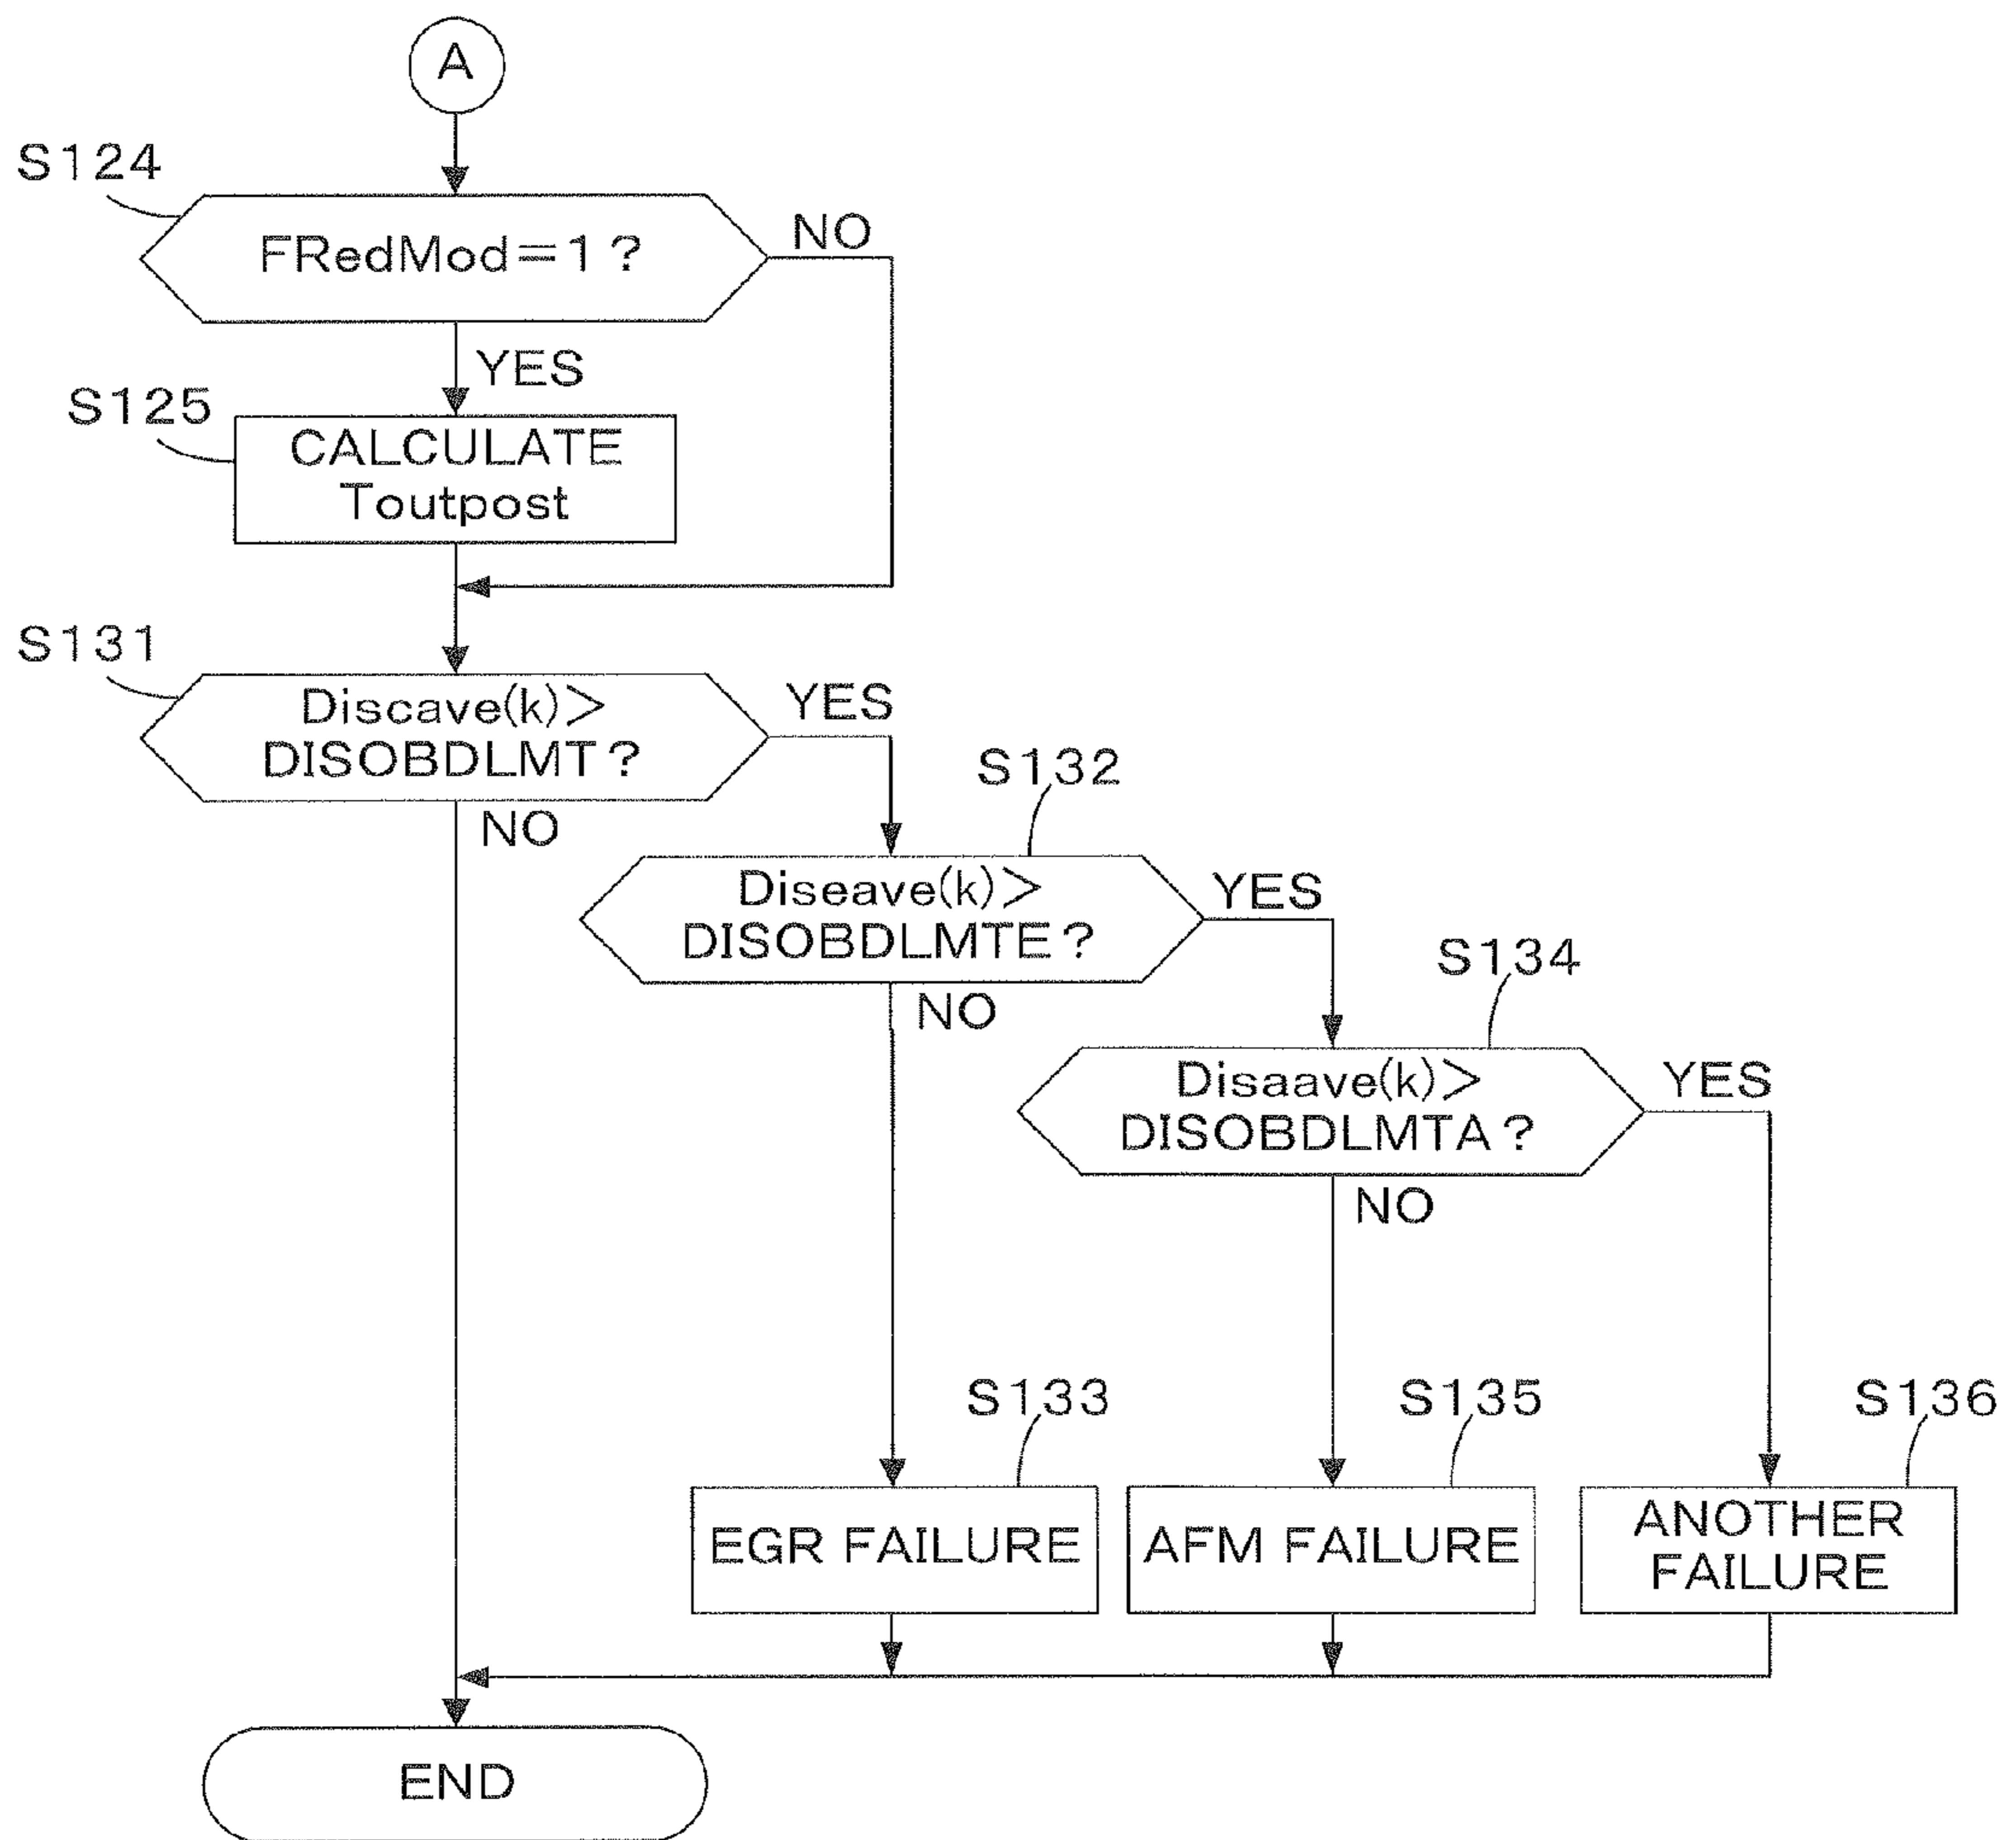 A
S124
FRedMod=1?
NO
YES
S125
CALCULATE
Toutpost
S131
Discave(k)>
DISOBDLMT?
YES
NO
S132
Diseave(k)>
DISOBDLMTE?
YES
NO
S134
Disaave(k)>
DISOBDLMTA?
YES
NO
S133
EGR FAILURE
S135
AFM FAILURE
S136
ANOTHER
FAILURE
END